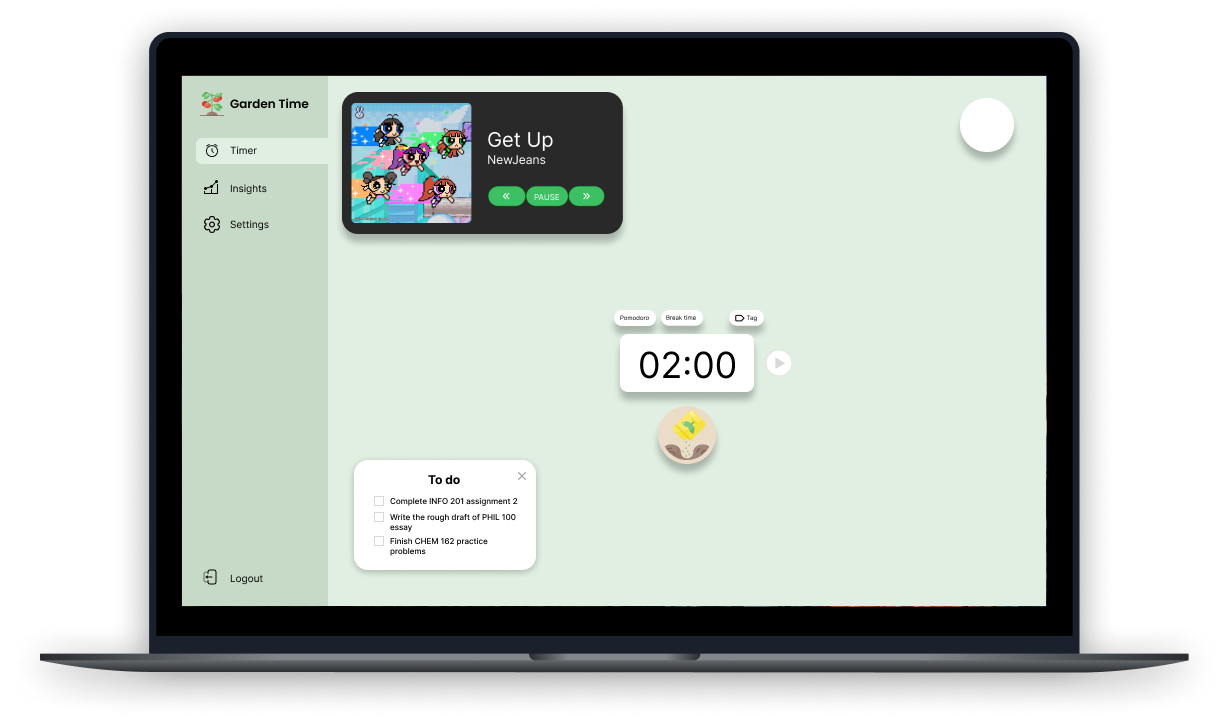 Garden Time
Timer
Insights
Settings
Logout
Get Up
NewJeans
PAUSE
Pomodoro
Break time
Tag
02:00
To do
Complete INFO 201 assignment 2
Write the rough draft of PHIL 100
essay
Finish CHEM 162 practice
problems